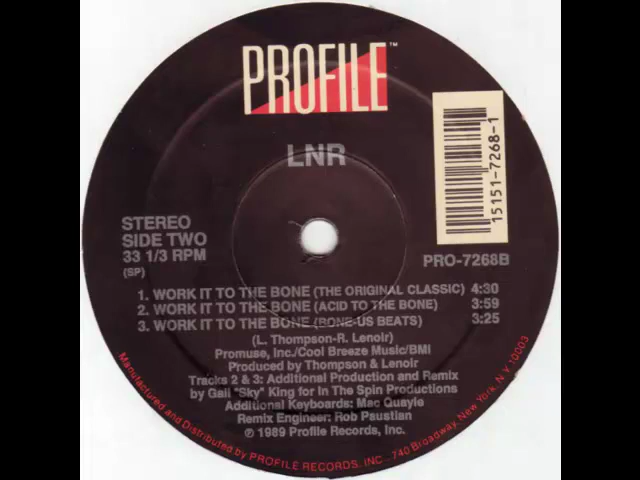 PROFILE™
LNR
15151-7268-1
STEREO
SIDE TWO
33 1/3 RPM
(SP)
PRO-7268B
1. WORK IT TO THE BONE (THE ORIGINAL CLASSIC) 4:30
2. WORK IT TO THE BONE (ACID TO THE BONE) 3:59
3. WORK IT TO THE BONE (BONE-US BEATS) 3:25
(L. Thompson-R. Lenoir)
Promuse, Inc./Cool Breeze Music/BMI
Produced by Thompson & Lenoir
Tracks 2 & 3: Additional Production and Remix
by Gail "Sky" King for In The Spin Productions
Additional Keyboards: Mac Quayle
Remix Engineer: Rob Paustian
℗ 1989 Profile Records, Inc.
Manufactured and Distributed by PROFILE RECORDS, INC - 740 Broadway, New York, N.Y. 10003